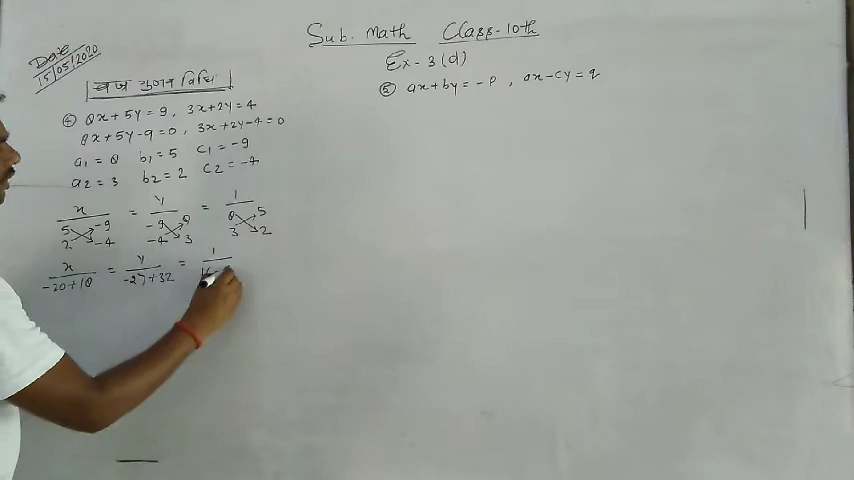 Sub. Math Class-10th
Date
15/05/2020
Ex-3(d)
वज्र गुणन विधि
④ 8x+5y=9, 3x+2y=4
8x+5y-9=0, 3x+2y-4=0
a1=8 b1=5 c1=-9
a2=3 b2=2 c2=-4
x = y = 1
5 -9 -9 8 8 5
2 -4 -4 3 3 2
x = y = 1
-20+18 -27+32 16-
⑤ ax+by=-p, ax-cy=q